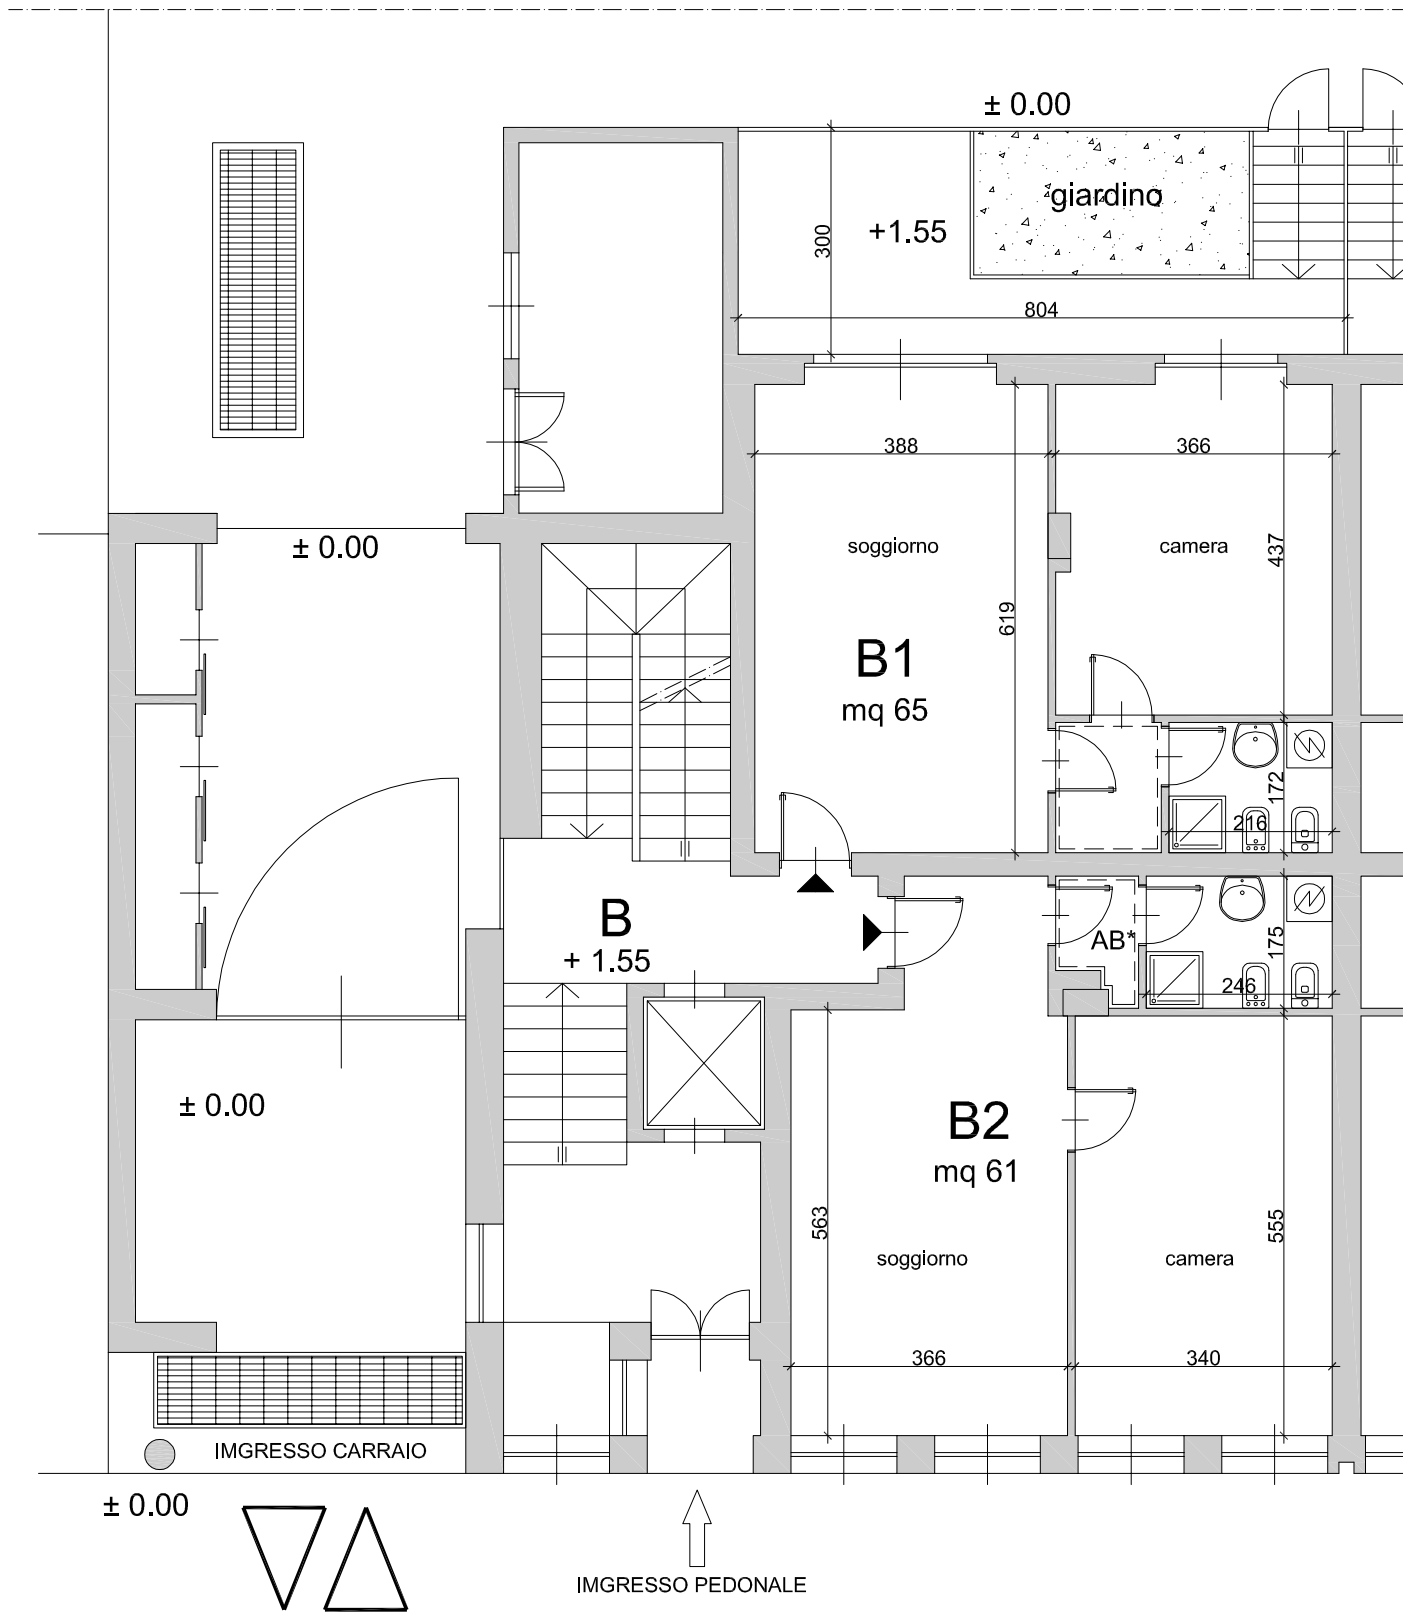 ± 0.00
giardino
+1.55
300
804
388
366
± 0.00
soggiorno
camera
437
619
B1
mq 65
172
216
B
+ 1.55
AB*
175
246
± 0.00
B2
mq 61
563
555
soggiorno
camera
366
340
IMGRESSO CARRAIO
± 0.00
IMGRESSO PEDONALE